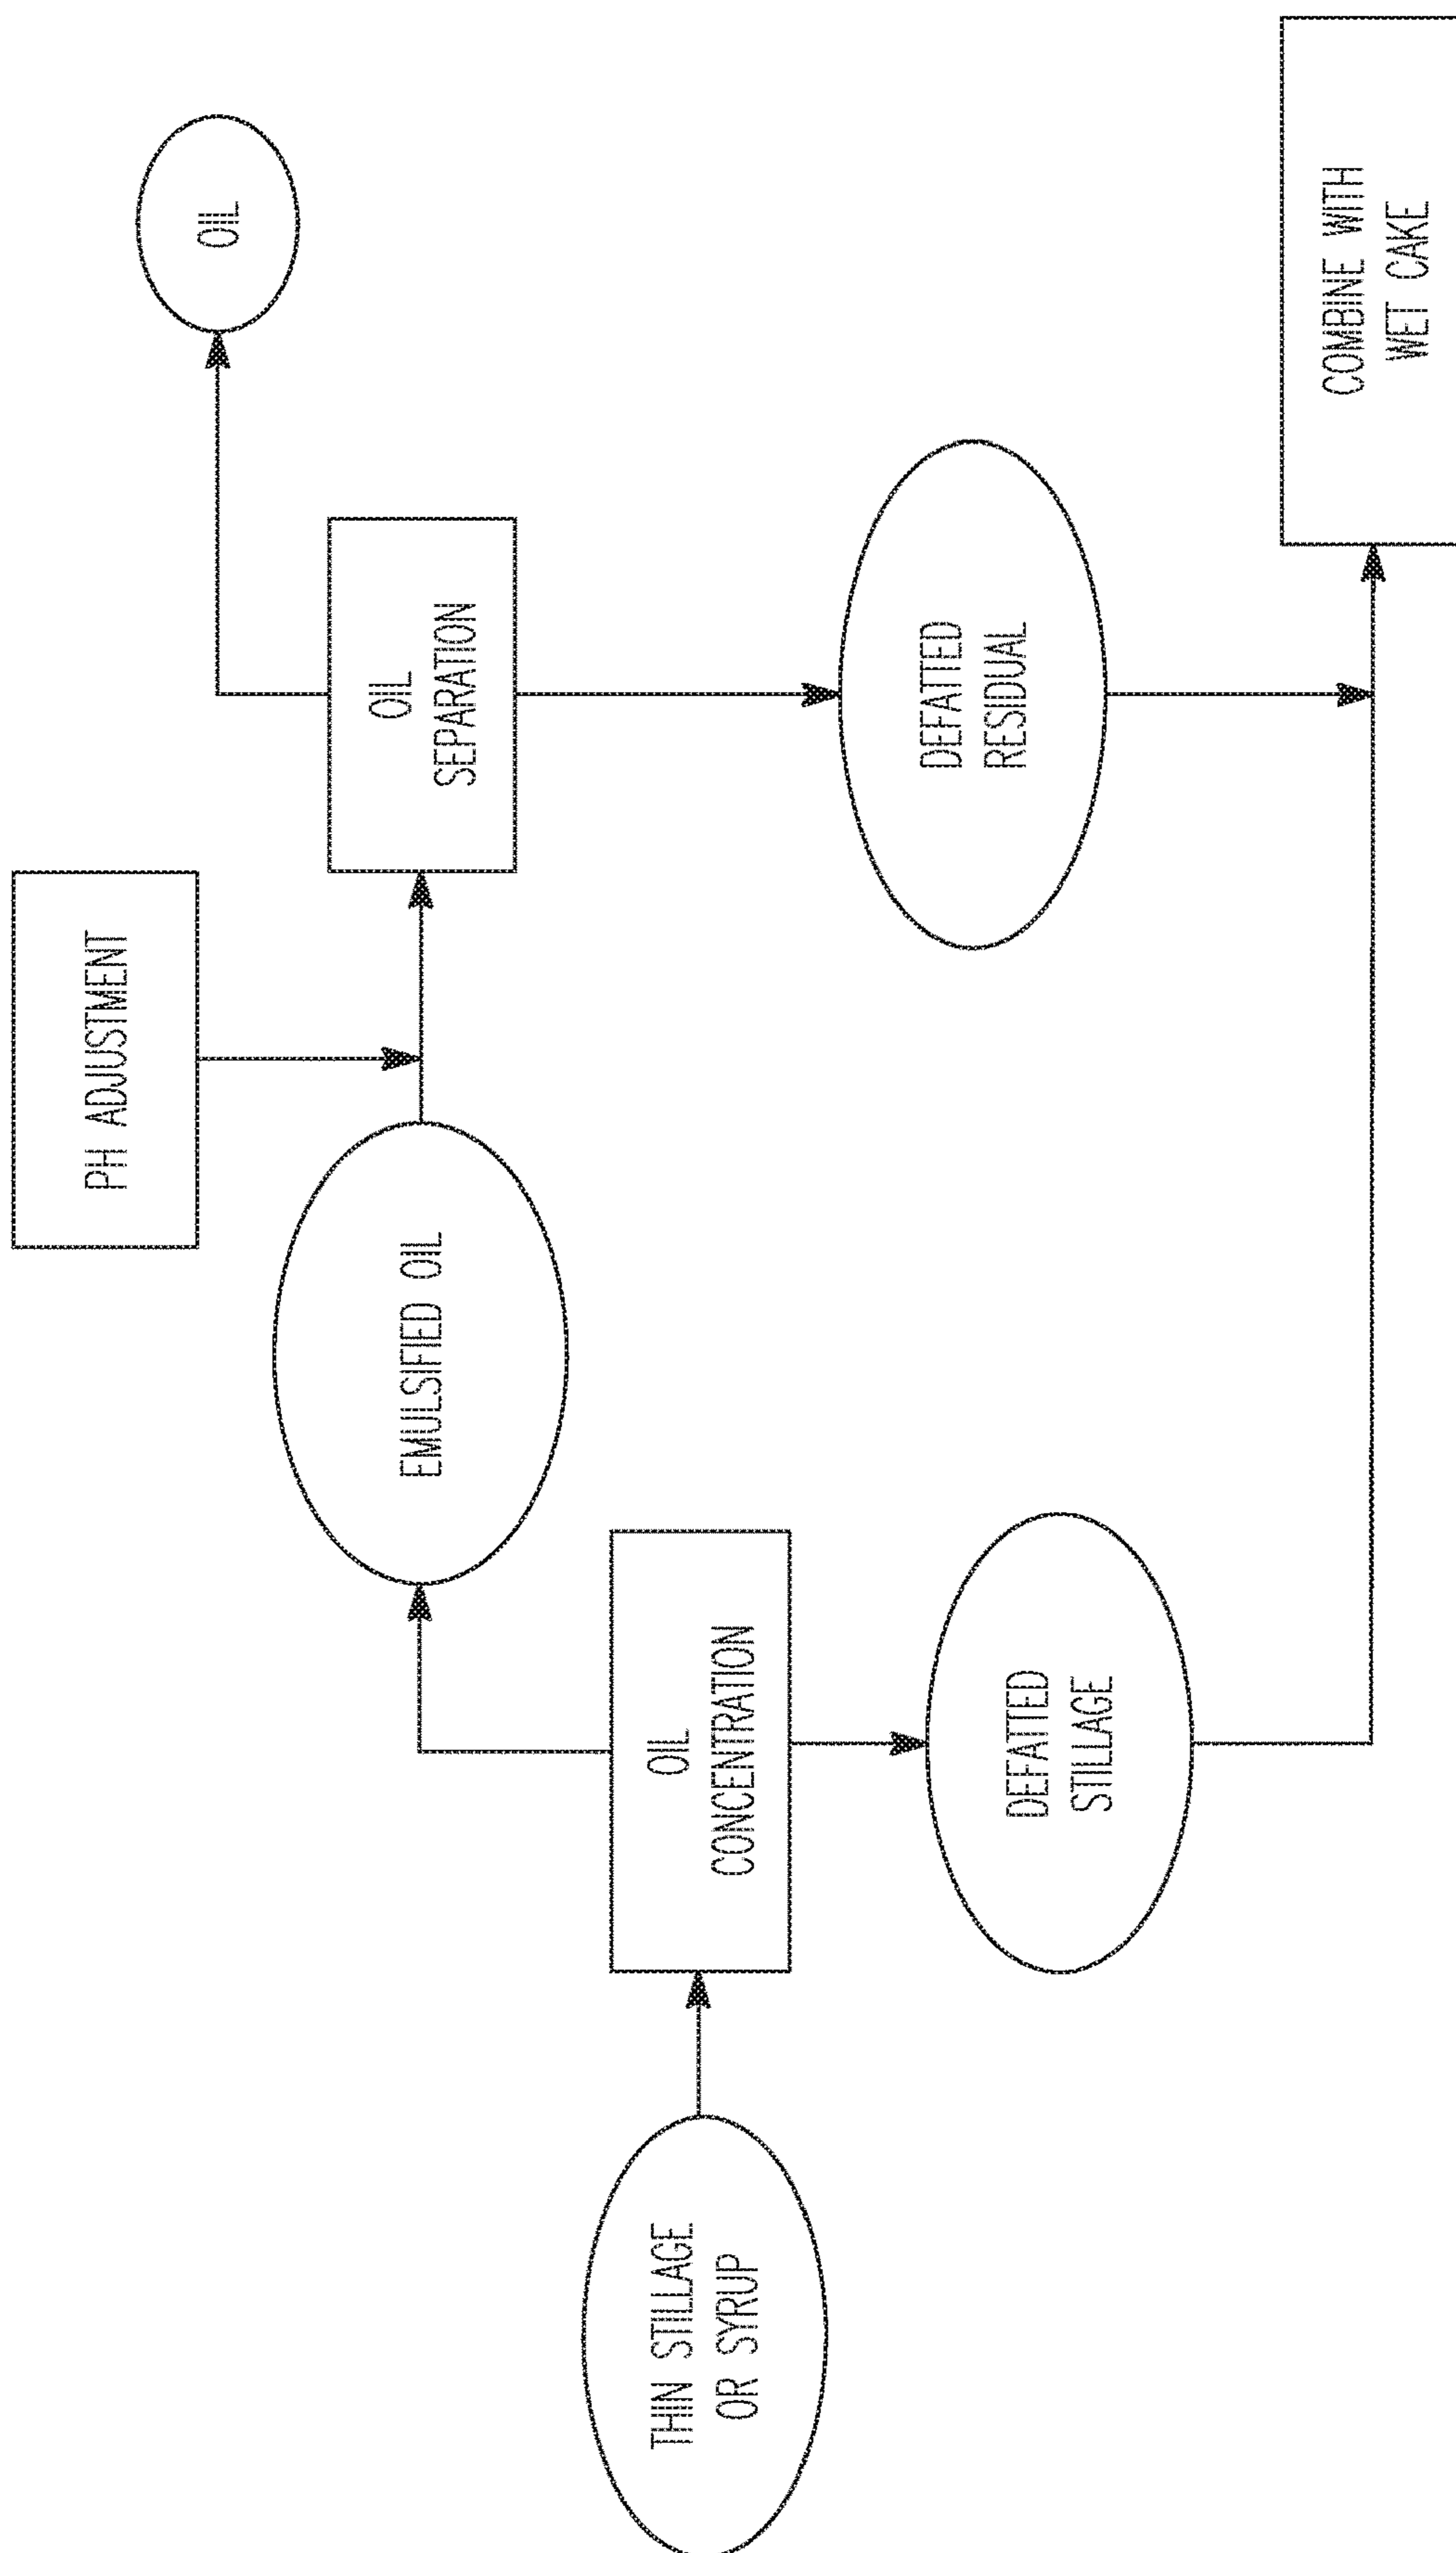 THIN STILLAGE
OR SYRUP
OIL
CONCENTRATION
DEFATTED
STILLAGE
EMULSIFIED OIL
PH ADJUSTMENT
OIL
SEPARATION
OIL
DEFATTED
RESIDUAL
COMBINE WITH
WET CAKE